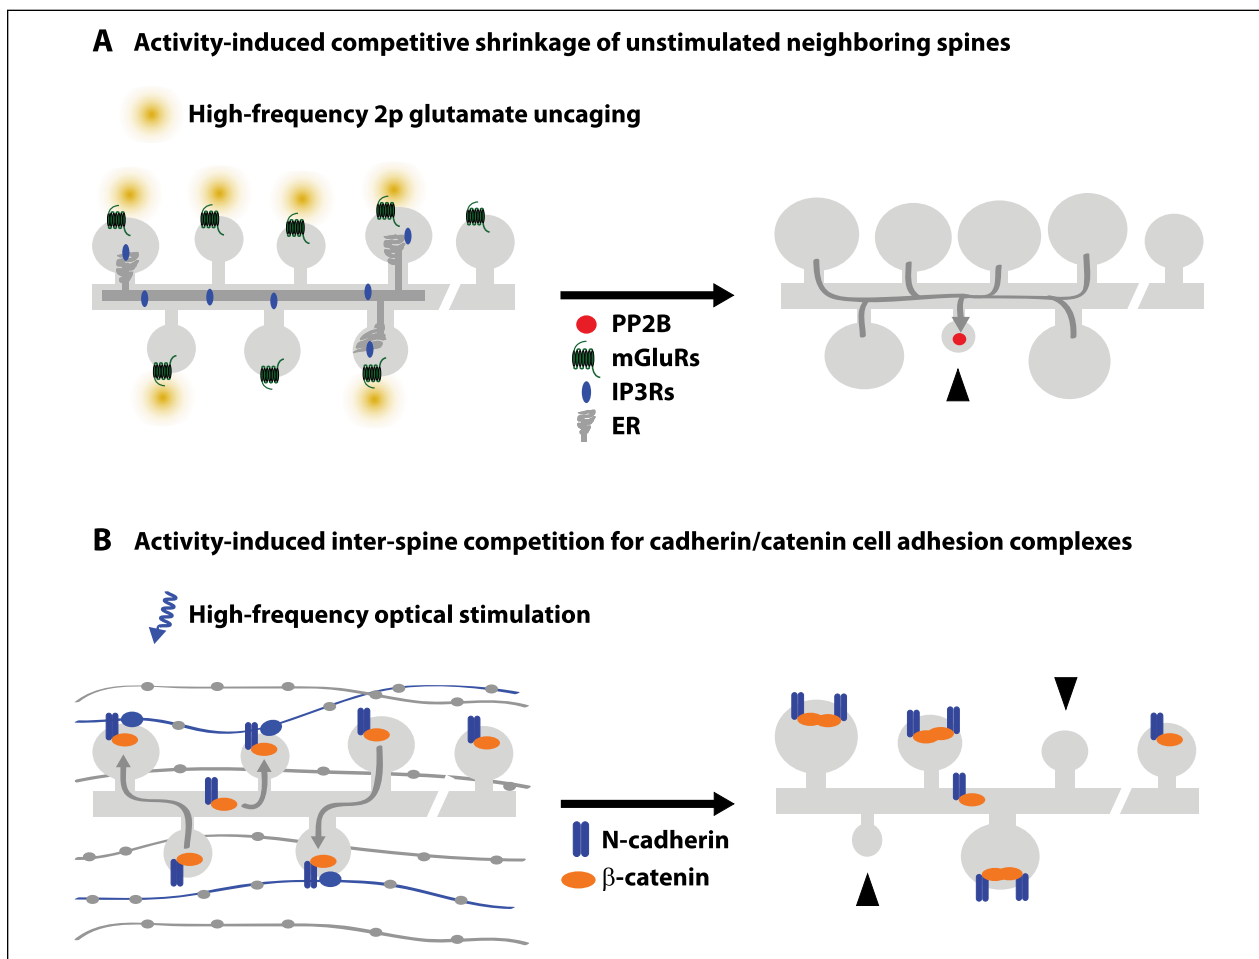 A Activity-induced competitive shrinkage of unstimulated neighboring spines
High-frequency 2p glutamate uncaging
PP2B
mGluRs
IP3Rs
ER
B Activity-induced inter-spine competition for cadherin/catenin cell adhesion complexes
High-frequency optical stimulation
N-cadherin
β-catenin